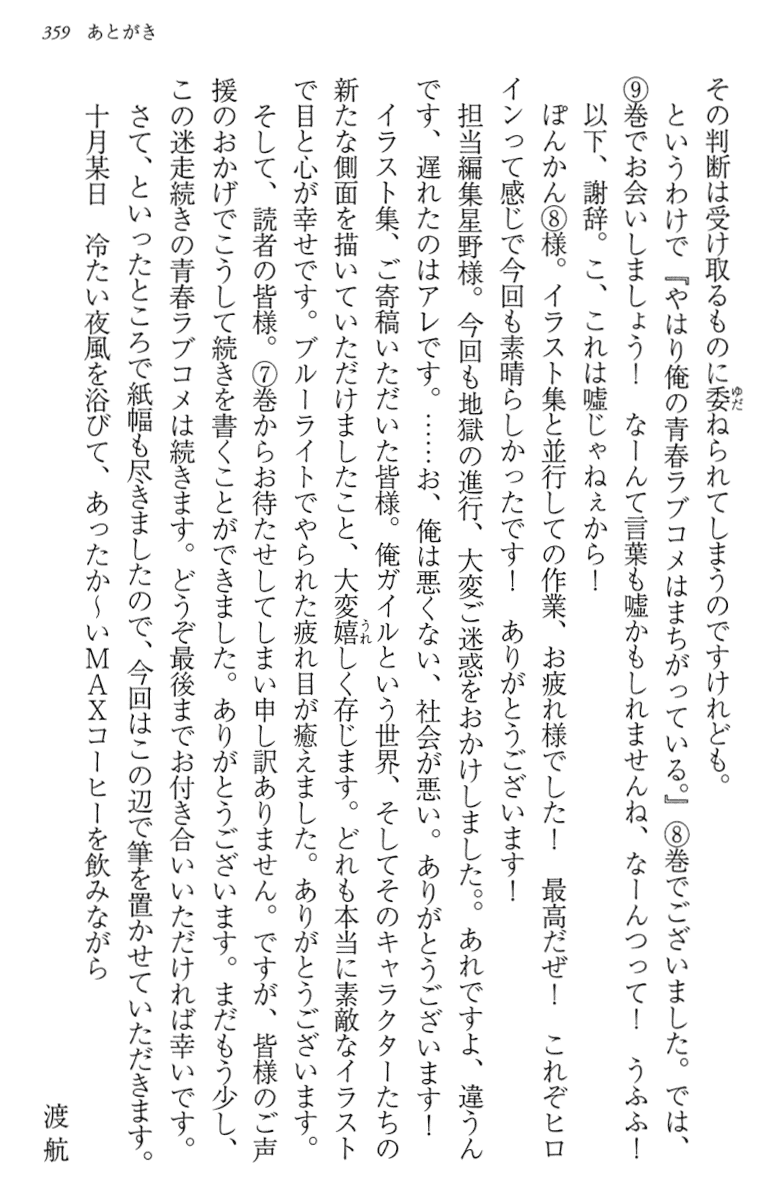 359 あとがき
その判断は受け取るものに委ねられてしまうのですけれども。
というわけで『やはり俺の青春ラブコメはまちがっている。』⑧巻でございました。では、
⑨巻でお会いしましょう！　なーんて言葉も嘘かもしれませんね、なーんつって！　うふふ！
以下、謝辞。こ、これは嘘じゃねぇから！
ぽんかん⑧様。イラスト集と並行しての作業、お疲れ様でした！　最高だぜ！　これぞヒロ
インって感じで今回も素晴らしかったです！　ありがとうございます！
担当編集星野様。今回も地獄の進行、大変ご迷惑をおかけしました。。あれですよ、違うん
です、遅れたのはアレです。……お、俺は悪くない、社会が悪い。ありがとうございます！
イラスト集、ご寄稿いただいた皆様。俺ガイルという世界、そしてそのキャラクターたちの
新たな側面を描いていただけましたこと、大変嬉しく存じます。どれも本当に素敵なイラスト
で目と心が幸せです。ブルーライトでやられた疲れ目が癒えました。ありがとうございます。
そして、読者の皆様。⑦巻からお待たせしてしまい申し訳ありません。ですが、皆様のご声
援のおかげでこうして続きを書くことができました。ありがとうございます。まだもう少し、
この迷走続きの青春ラブコメは続きます。どうぞ最後までお付き合いいただければ幸いです。
さて、といったところで紙幅も尽きましたので、今回はこの辺で筆を置かせていただきます。
十月某日　冷たい夜風を浴びて、あったか～いＭＡＸコーヒーを飲みながら
渡航